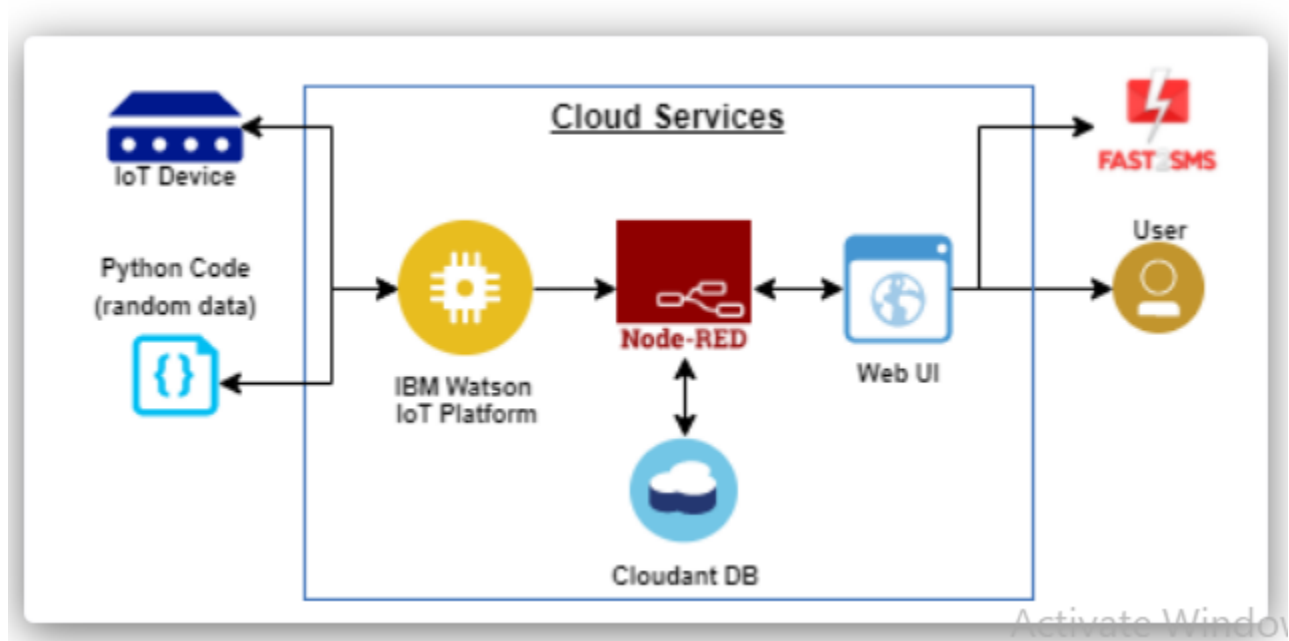 Cloud Services
IoT Device
Python Code
(random data)
IBM Watson
IoT Platform
Node-RED
Cloudant DB
Web UI
FAST2SMS
User
Activate Window